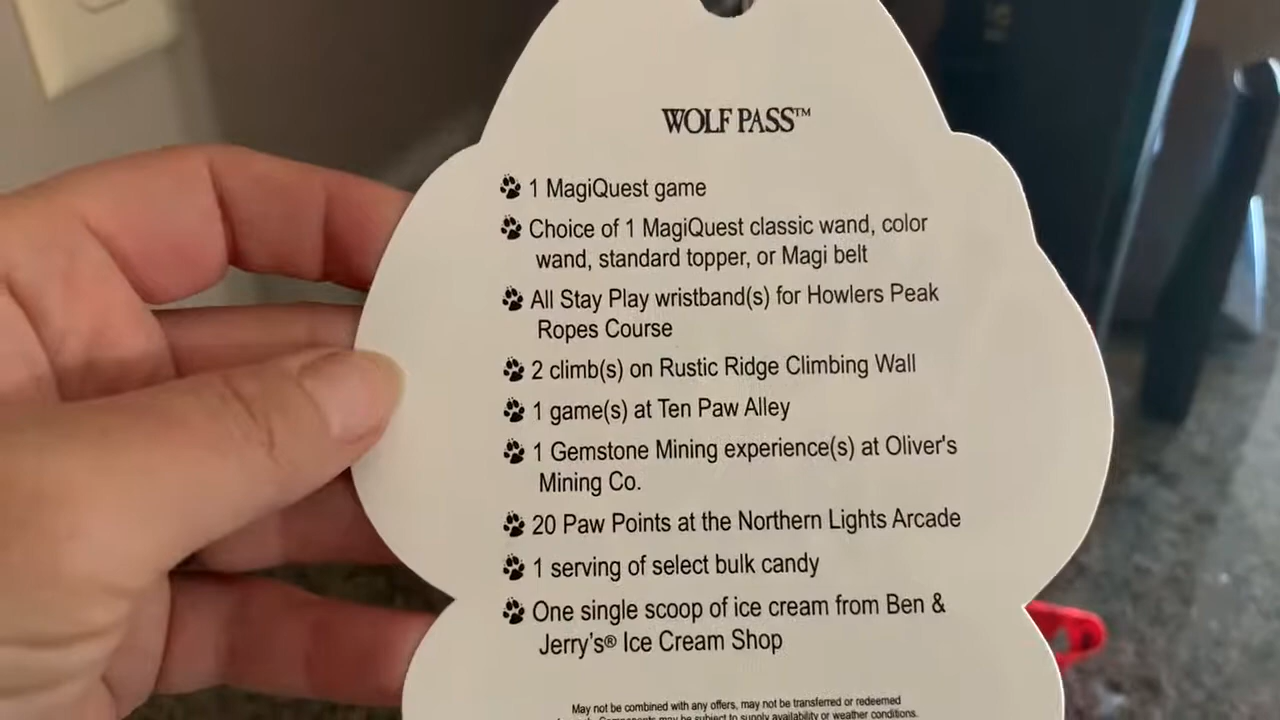 WOLF PASS™
1 MagiQuest game
Choice of 1 MagiQuest classic wand, color
wand, standard topper, or Magi belt
All Stay Play wristband(s) for Howlers Peak
Ropes Course
2 climb(s) on Rustic Ridge Climbing Wall
1 game(s) at Ten Paw Alley
1 Gemstone Mining experience(s) at Oliver's
Mining Co.
20 Paw Points at the Northern Lights Arcade
1 serving of select bulk candy
One single scoop of ice cream from Ben &
Jerry's® Ice Cream Shop
May not be combined with any offers, may not be transferred or redeemed
Components may be subject to supply availability or weather conditions.